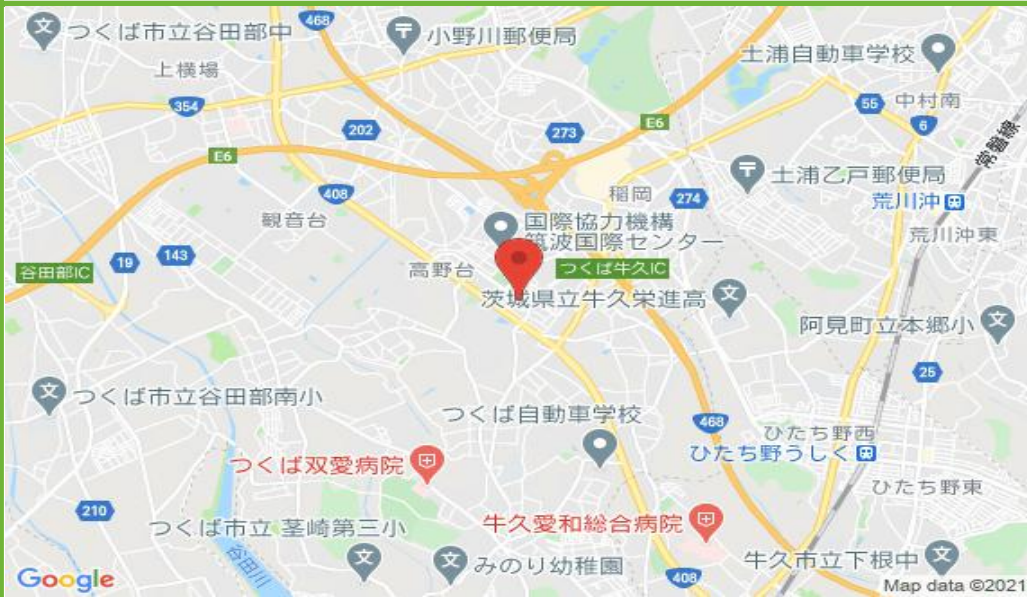 468
つくば市立谷田部中
小野川郵便局
土浦自動車学校
上横場
354
55
中村南
6
202
273
E6
常磐線
E6
土浦乙戸郵便局
408
稲岡
274
荒川沖
観音台
国際協力機構
筑波国際センター
荒川沖東
19
143
谷田部IC
高野台
つくば牛久IC
茨城県立牛久栄進高
阿見町立本郷小
25
つくば市立谷田部南小
つくば自動車学校
468
ひたち野西
ひたち野うしく
つくば双愛病院
ひたち野東
210
つくば市立 茎崎第三小
牛久愛和総合病院
谷田川
みのり幼稚園
408
牛久市立下根中
Google
Map data ©2021